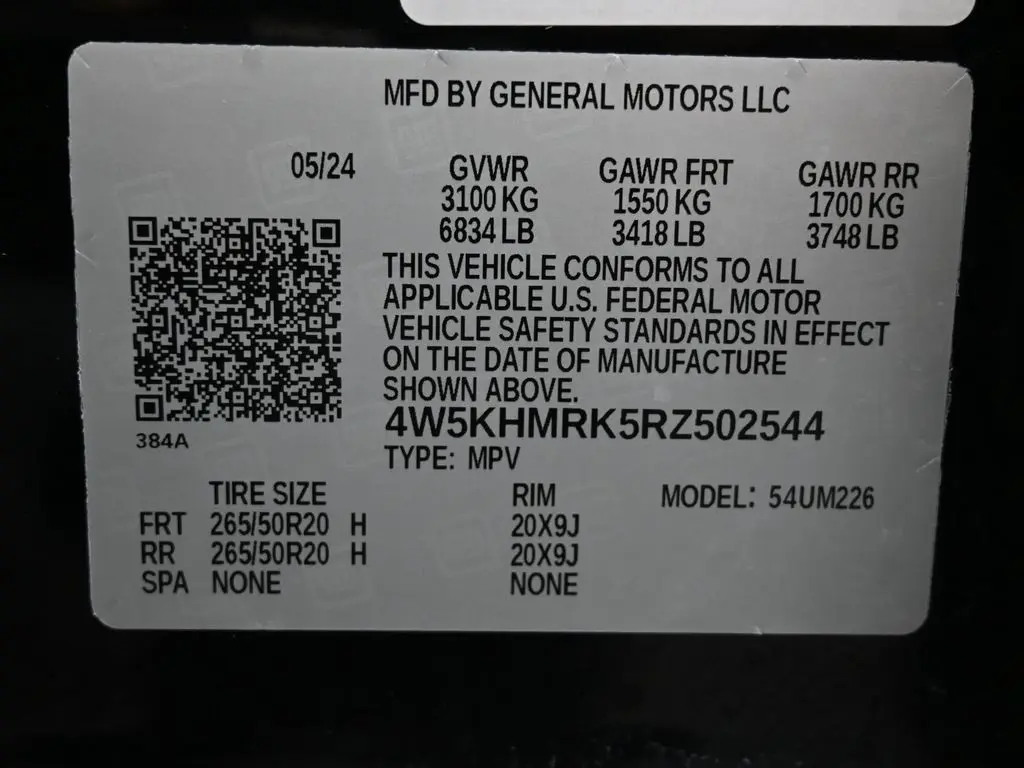 MFD BY GENERAL MOTORS LLC
05/24 GVWR GAWR FRT GAWR RR
3100 KG 1550 KG 1700 KG
6834 LB 3418 LB 3748 LB
THIS VEHICLE CONFORMS TO ALL
APPLICABLE U.S. FEDERAL MOTOR
VEHICLE SAFETY STANDARDS IN EFFECT
ON THE DATE OF MANUFACTURE
SHOWN ABOVE.
4W5KHMRK5RZ502544
384A
TYPE: MPV
TIRE SIZE RIM MODEL: 54UM226
FRT 265/50R20 H 20X9J
RR 265/50R20 H 20X9J
SPA NONE NONE